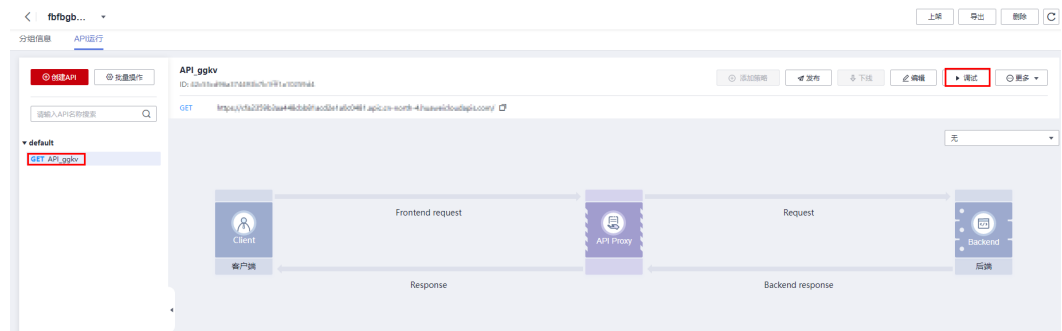 fbfbgb...
上架 导出 删除
分组信息 API运行
创建API 批量操作
API_ggkv
ID:
添加策略 发布 下线 编辑 调试 更多
请输入API名称搜索
GET
default
GET API_ggkv
无
Frontend request Request
Client API Proxy Backend
客户端 后端
Response Backend response